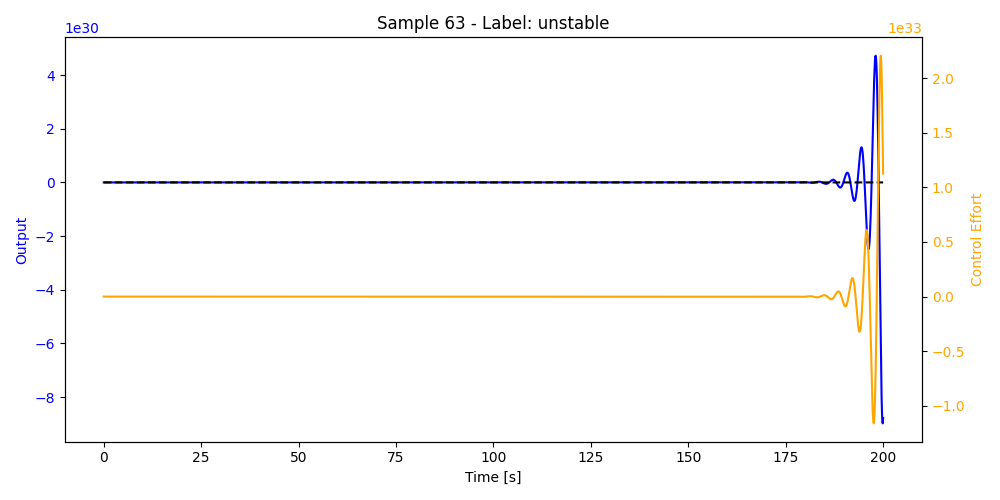 Sample 63 - Label: unstable
1e30
1e33
4
2
0
−2
−4
−6
−8
Output
2.0
1.5
1.0
0.5
0.0
−0.5
−1.0
Control Effort
0 25 50 75 100 125 150 175 200
Time [s]